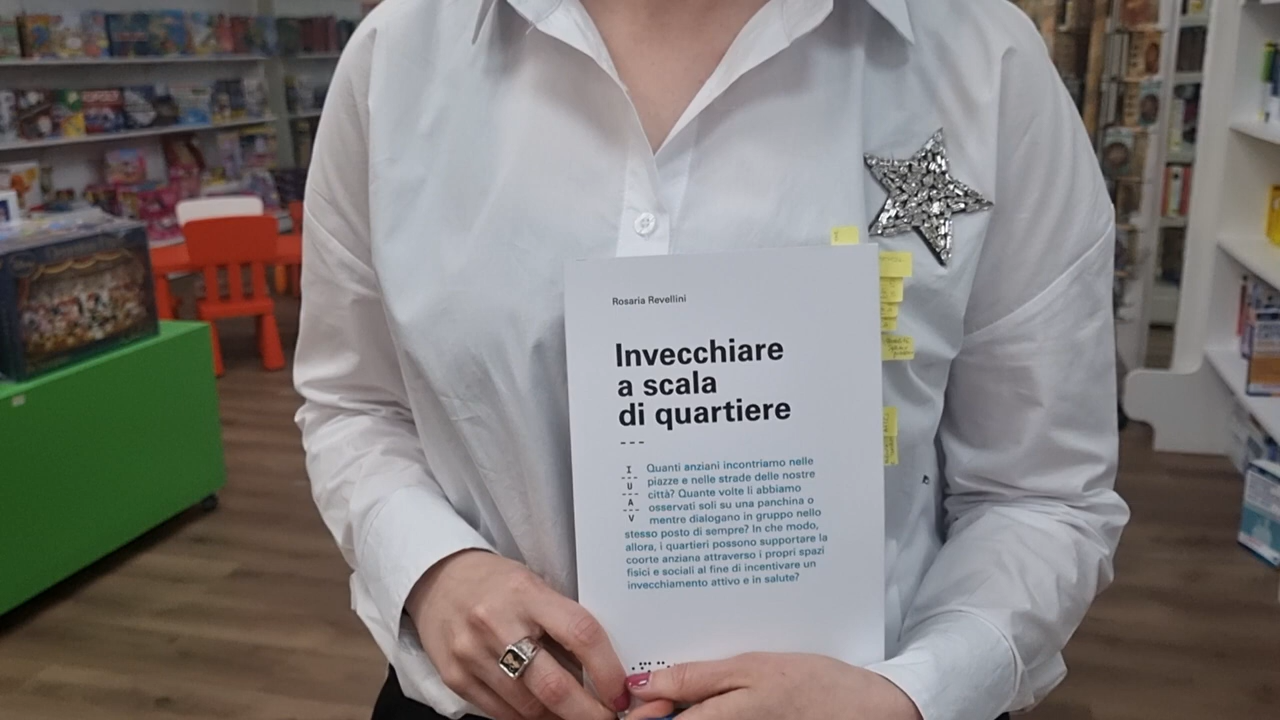 Rosaria Revellini
Invecchiare
a scala
di quartiere
---
I
U
A
V
Quanti anziani incontriamo nelle
piazze e nelle strade delle nostre
città? Quante volte li abbiamo
osservati soli su una panchina o
mentre dialogano in gruppo nello
stesso posto di sempre? In che modo,
allora, i quartieri possono supportare la
coorte anziana attraverso i propri spazi
fisici e sociali al fine di incentivare un
invecchiamento attivo e in salute?